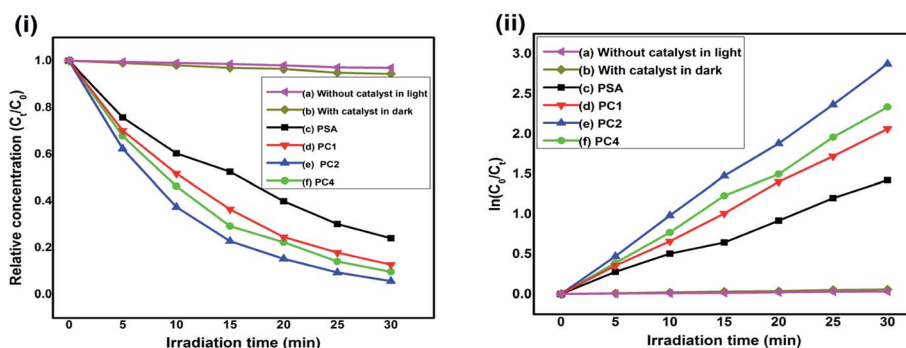 (i)
Relative concentration (Ct/C0)
1.0
0.8
0.6
0.4
0.2
0.0
(a) Without catalyst in light
(b) With catalyst in dark
(c) PSA
(d) PC1
(e) PC2
(f) PC4
0 5 10 15 20 25 30
Irradiation time (min)
(ii)
ln(C0/Ct)
3.0
2.5
2.0
1.5
1.0
0.5
0.0
(a) Without catalyst in light
(b) With catalyst in dark
(c) PSA
(d) PC1
(e) PC2
(f) PC4
0 5 10 15 20 25 30
Irradiation time (min)